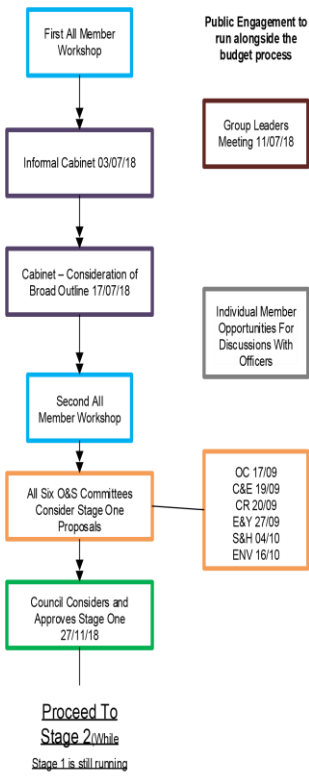 First All Member
Workshop
Public Engagement to
run alongside the
budget process
Informal Cabinet 03/07/18
Group Leaders
Meeting 11/07/18
Cabinet – Consideration of
Broad Outline 17/07/18
Individual Member
Opportunities For
Discussions With
Officers
Second All
Member Workshop
All Six O&S Committees
Consider Stage One
Proposals
OC 17/09
C&E 19/09
CR 20/09
E&Y 27/09
S&H 04/10
ENV 16/10
Council Considers and
Approves Stage One
27/11/18
Proceed To
Stage 2(While
Stage 1 is still running